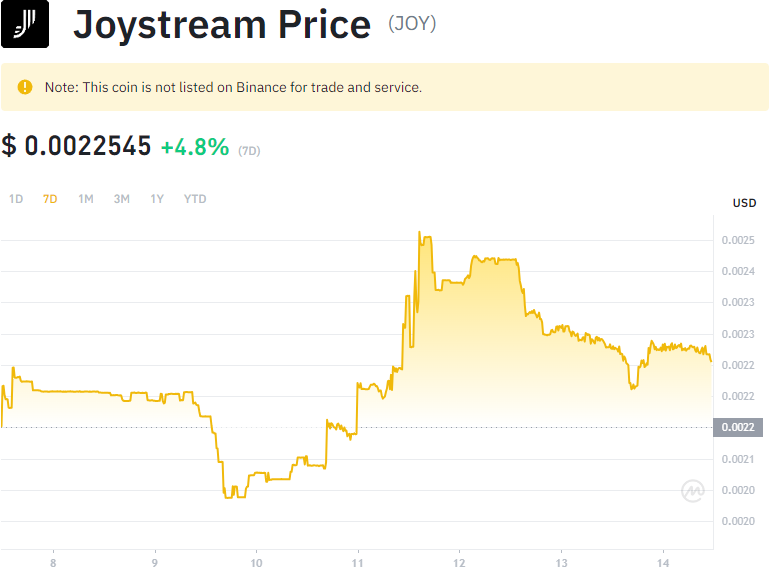 Joystream Price (JOY)
Note: This coin is not listed on Binance for trade and service.
$ 0.0022545 +4.8% (7D)
1D 7D 1M 3M 1Y YTD
USD
0.0025
0.0024
0.0023
0.0023
0.0022
0.0022
0.0022
0.0021
0.0020
0.0020
8 9 10 11 12 13 14